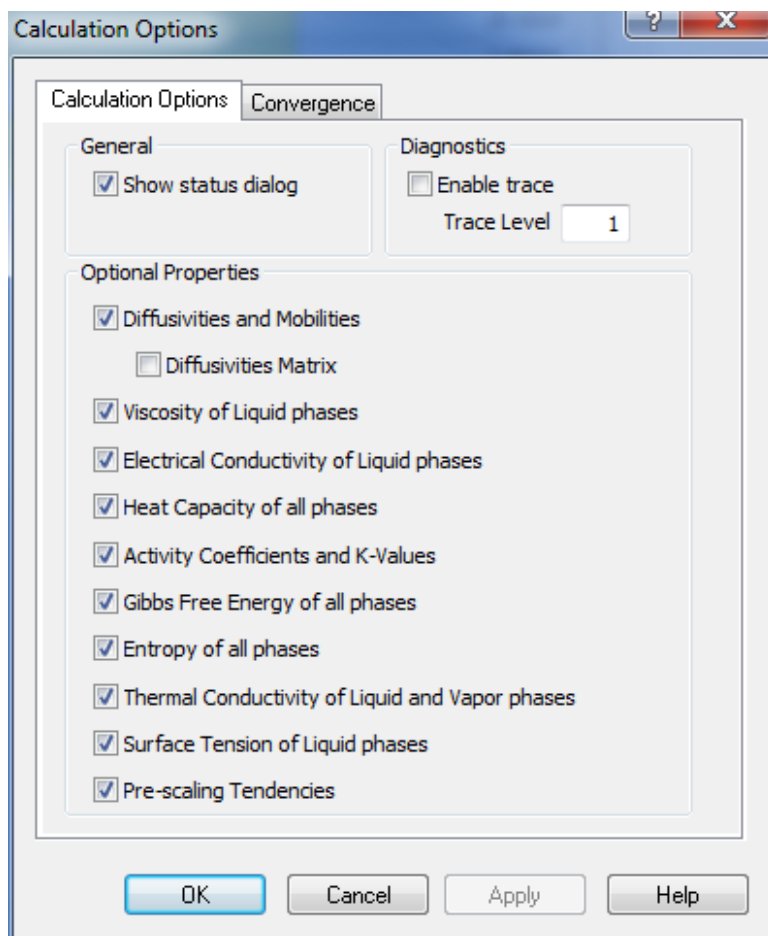 Calculation Options
?
X
Calculation Options
Convergence
General
Show status dialog
Diagnostics
Enable trace
Trace Level 1
Optional Properties
Diffusivities and Mobilities
Diffusivities Matrix
Viscosity of Liquid phases
Electrical Conductivity of Liquid phases
Heat Capacity of all phases
Activity Coefficients and K-Values
Gibbs Free Energy of all phases
Entropy of all phases
Thermal Conductivity of Liquid and Vapor phases
Surface Tension of Liquid phases
Pre-scaling Tendencies
OK
Cancel
Apply
Help